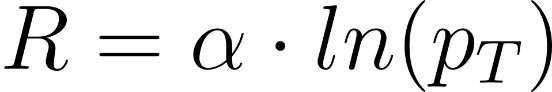 R = α · ln(p_T)